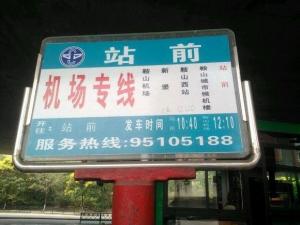 站前
机场专线
鞍山机场
新堡
鞍山西站
鞍山城市候机楼
站前
开往：站前 发车时间 10:40 12:10
服务热线:95105188